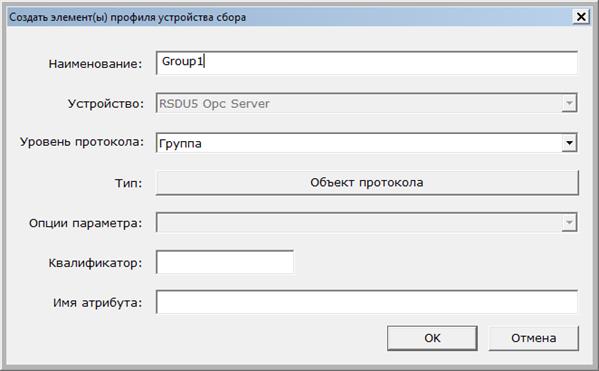 Создать элемент(ы) профиля устройства сбора
Наименование: Group1
Устройство: RSDU5 Opc Server
Уровень протокола: Группа
Тип: Объект протокола
Опции параметра:
Квалификатор:
Имя атрибута:
OK Отмена